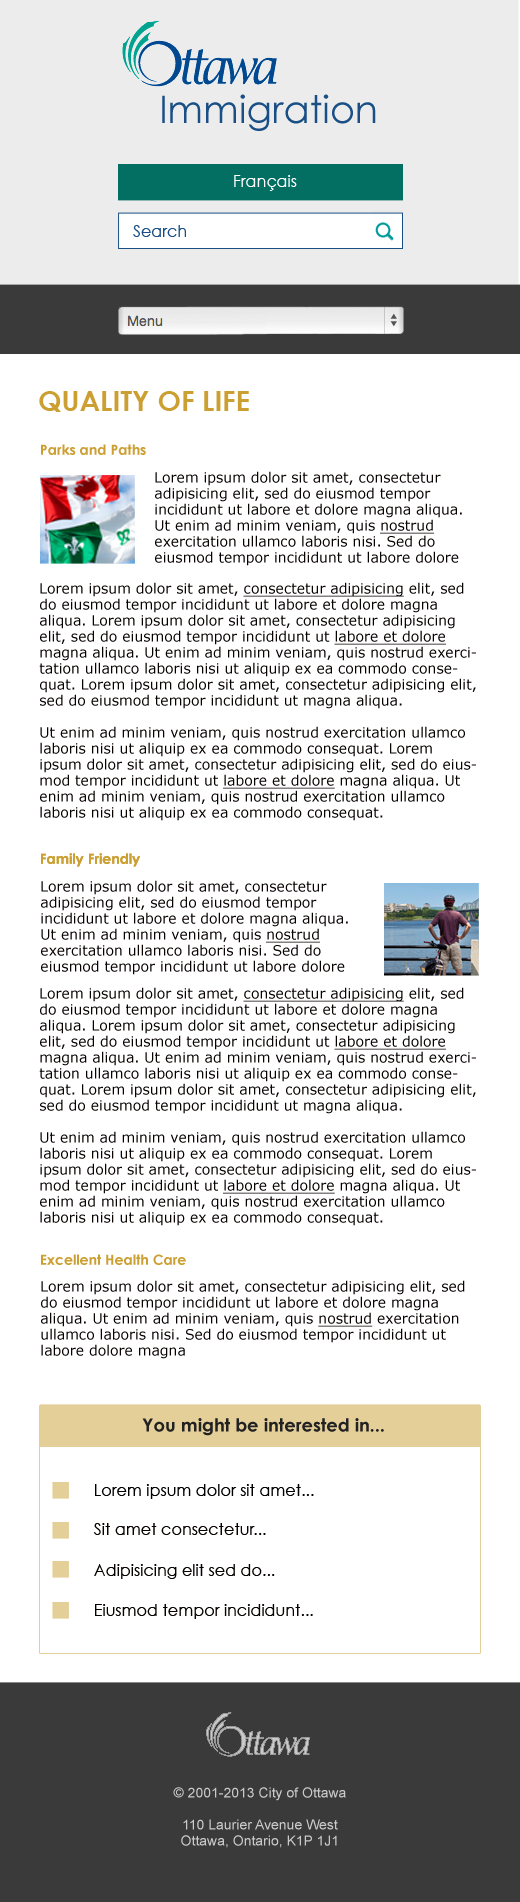 Ottawa
Immigration
Français
Search
Menu
QUALITY OF LIFE
Parks and Paths
Lorem ipsum dolor sit amet, consectetur
adipisicing elit, sed do eiusmod tempor
incididunt ut labore et dolore magna aliqua.
Ut enim ad minim veniam, quis nostrud
exercitation ullamco laboris nisi. Sed do
eiusmod tempor incididunt ut labore dolore
Lorem ipsum dolor sit amet, consectetur adipisicing elit, sed
do eiusmod tempor incididunt ut labore et dolore magna
aliqua. Lorem ipsum dolor sit amet, consectetur adipisicing
elit, sed do eiusmod tempor incididunt ut labore et dolore
magna aliqua. Ut enim ad minim veniam, quis nostrud exerci-
tation ullamco laboris nisi ut aliquip ex ea commodo conse-
quat. Lorem ipsum dolor sit amet, consectetur adipisicing elit,
sed do eiusmod tempor incididunt ut magna aliqua.
Ut enim ad minim veniam, quis nostrud exercitation ullamco
laboris nisi ut aliquip ex ea commodo consequat. Lorem
ipsum dolor sit amet, consectetur adipisicing elit, sed do eius-
mod tempor incididunt ut labore et dolore magna aliqua. Ut
enim ad minim veniam, quis nostrud exercitation ullamco
laboris nisi ut aliquip ex ea commodo consequat.
Family Friendly
Lorem ipsum dolor sit amet, consectetur
adipisicing elit, sed do eiusmod tempor
incididunt ut labore et dolore magna aliqua.
Ut enim ad minim veniam, quis nostrud
exercitation ullamco laboris nisi. Sed do
eiusmod tempor incididunt ut labore dolore
Lorem ipsum dolor sit amet, consectetur adipisicing elit, sed
do eiusmod tempor incididunt ut labore et dolore magna
aliqua. Lorem ipsum dolor sit amet, consectetur adipisicing
elit, sed do eiusmod tempor incididunt ut labore et dolore
magna aliqua. Ut enim ad minim veniam, quis nostrud exerci-
tation ullamco laboris nisi ut aliquip ex ea commodo conse-
quat. Lorem ipsum dolor sit amet, consectetur adipisicing elit,
sed do eiusmod tempor incididunt ut magna aliqua.
Ut enim ad minim veniam, quis nostrud exercitation ullamco
laboris nisi ut aliquip ex ea commodo consequat. Lorem
ipsum dolor sit amet, consectetur adipisicing elit, sed do eius-
mod tempor incididunt ut labore et dolore magna aliqua. Ut
enim ad minim veniam, quis nostrud exercitation ullamco
laboris nisi ut aliquip ex ea commodo consequat.
Excellent Health Care
Lorem ipsum dolor sit amet, consectetur adipisicing elit, sed
do eiusmod tempor incididunt ut labore et dolore magna
aliqua. Ut enim ad minim veniam, quis nostrud exercitation
ullamco laboris nisi. Sed do eiusmod tempor incididunt ut
labore dolore magna
You might be interested in...
Lorem ipsum dolor sit amet...
Sit amet consectetur...
Adipisicing elit sed do...
Eiusmod tempor incididunt...
Ottawa
© 2001-2013 City of Ottawa
110 Laurier Avenue West
Ottawa, Ontario, K1P 1J1